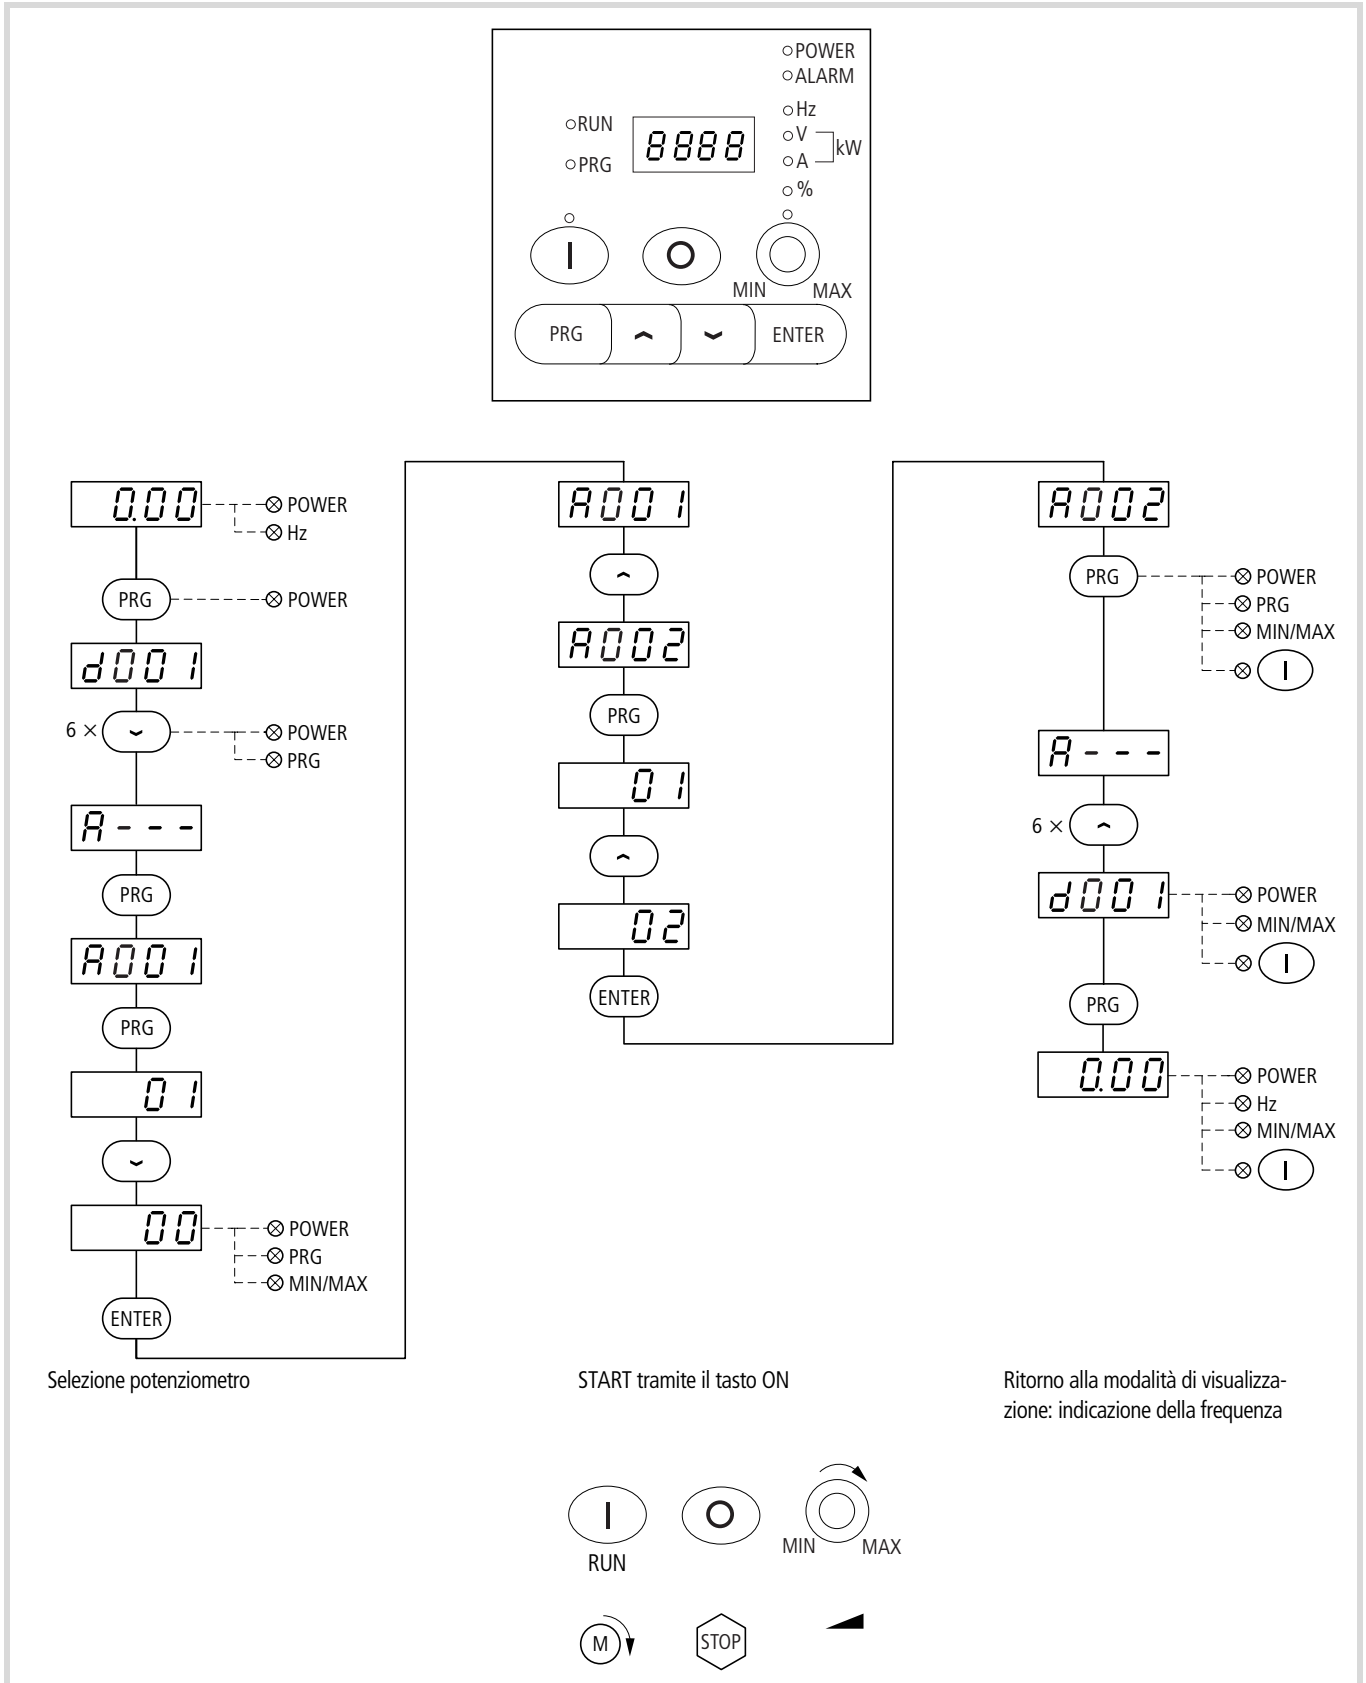 POWER
ALARM
Hz
RUN
8888
V
kW
PRG
A
%
MIN
MAX
PRG
ENTER
0.00
POWER
Hz
PRG
POWER
d001
6 ×
POWER
PRG
A---
PRG
A001
PRG
01
00
POWER
PRG
MIN/MAX
ENTER
Selezione potenziometro
A001
A002
PRG
01
02
ENTER
START tramite il tasto ON
A002
PRG
POWER
PRG
MIN/MAX
I
A---
6 ×
d001
POWER
MIN/MAX
I
PRG
0.00
POWER
Hz
MIN/MAX
I
Ritorno alla modalità di visualizza-
zione: indicazione della frequenza
MIN
MAX
RUN
M
STOP